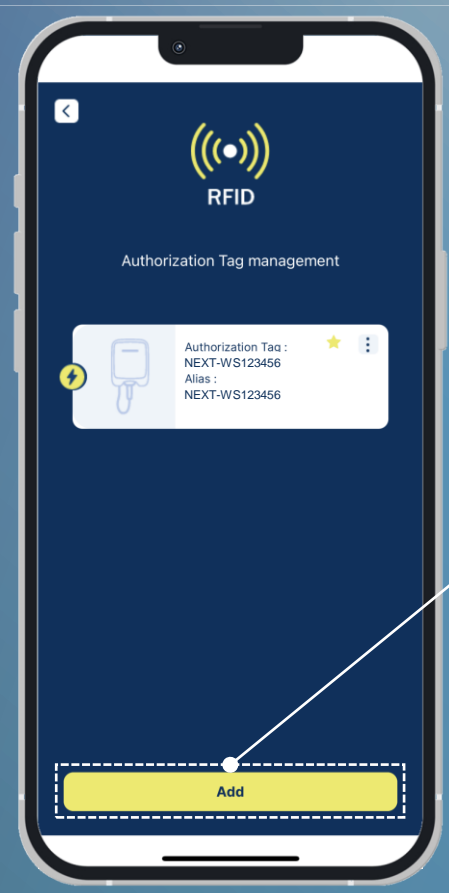 RFID
Authorization Tag management
Authorization Tag :
NEXT-WS123456
Alias :
NEXT-WS123456
Add